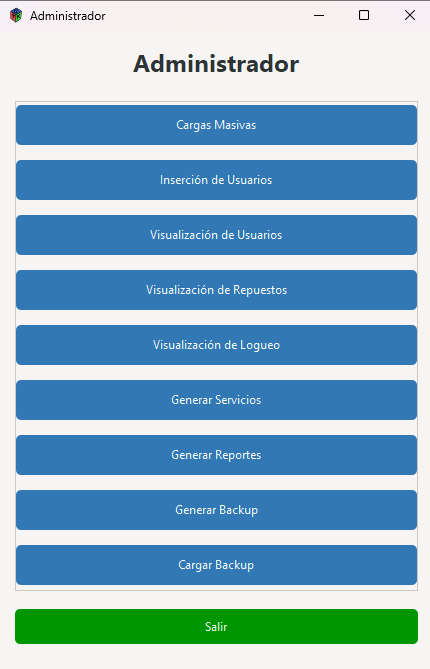 Administrador
Administrador
Cargas Masivas
Inserción de Usuarios
Visualización de Usuarios
Visualización de Repuestos
Visualización de Logueo
Generar Servicios
Generar Reportes
Generar Backup
Cargar Backup
Salir